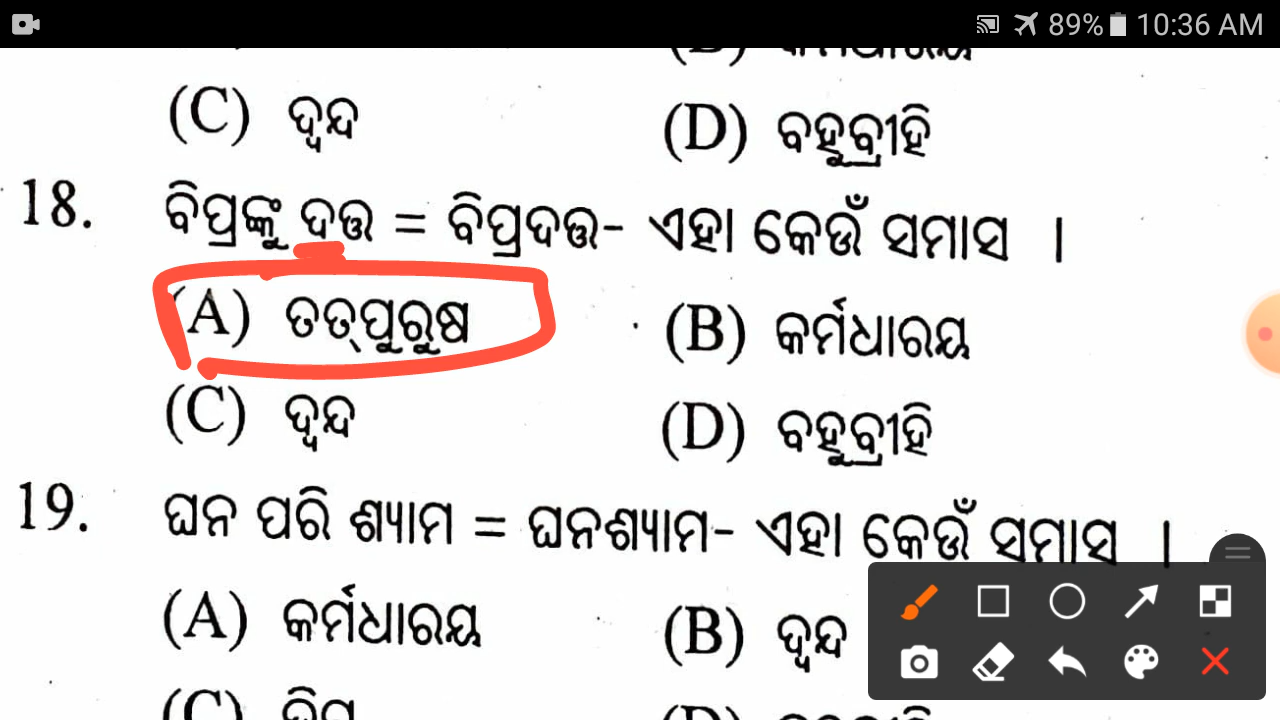 89% 10:36 AM
(C) ଦ୍ୱନ୍ଦ (D) ବହୁବ୍ରୀହି
18. ବିପ୍ରଙ୍କୁ ଦତ୍ତ = ବିପ୍ରଦତ୍ତ- ଏହା କେଉଁ ସମାସ ।
(A) ତତ୍ପୁରୁଷ (B) କର୍ମଧାରୟ
(C) ଦ୍ୱନ୍ଦ (D) ବହୁବ୍ରୀହି
19. ଘନ ପରି ଶ୍ୟାମ = ଘନଶ୍ୟାମ- ଏହା କେଉଁ ସମାସ ।
(A) କର୍ମଧାରୟ (B) ଦ୍ୱନ୍ଦ